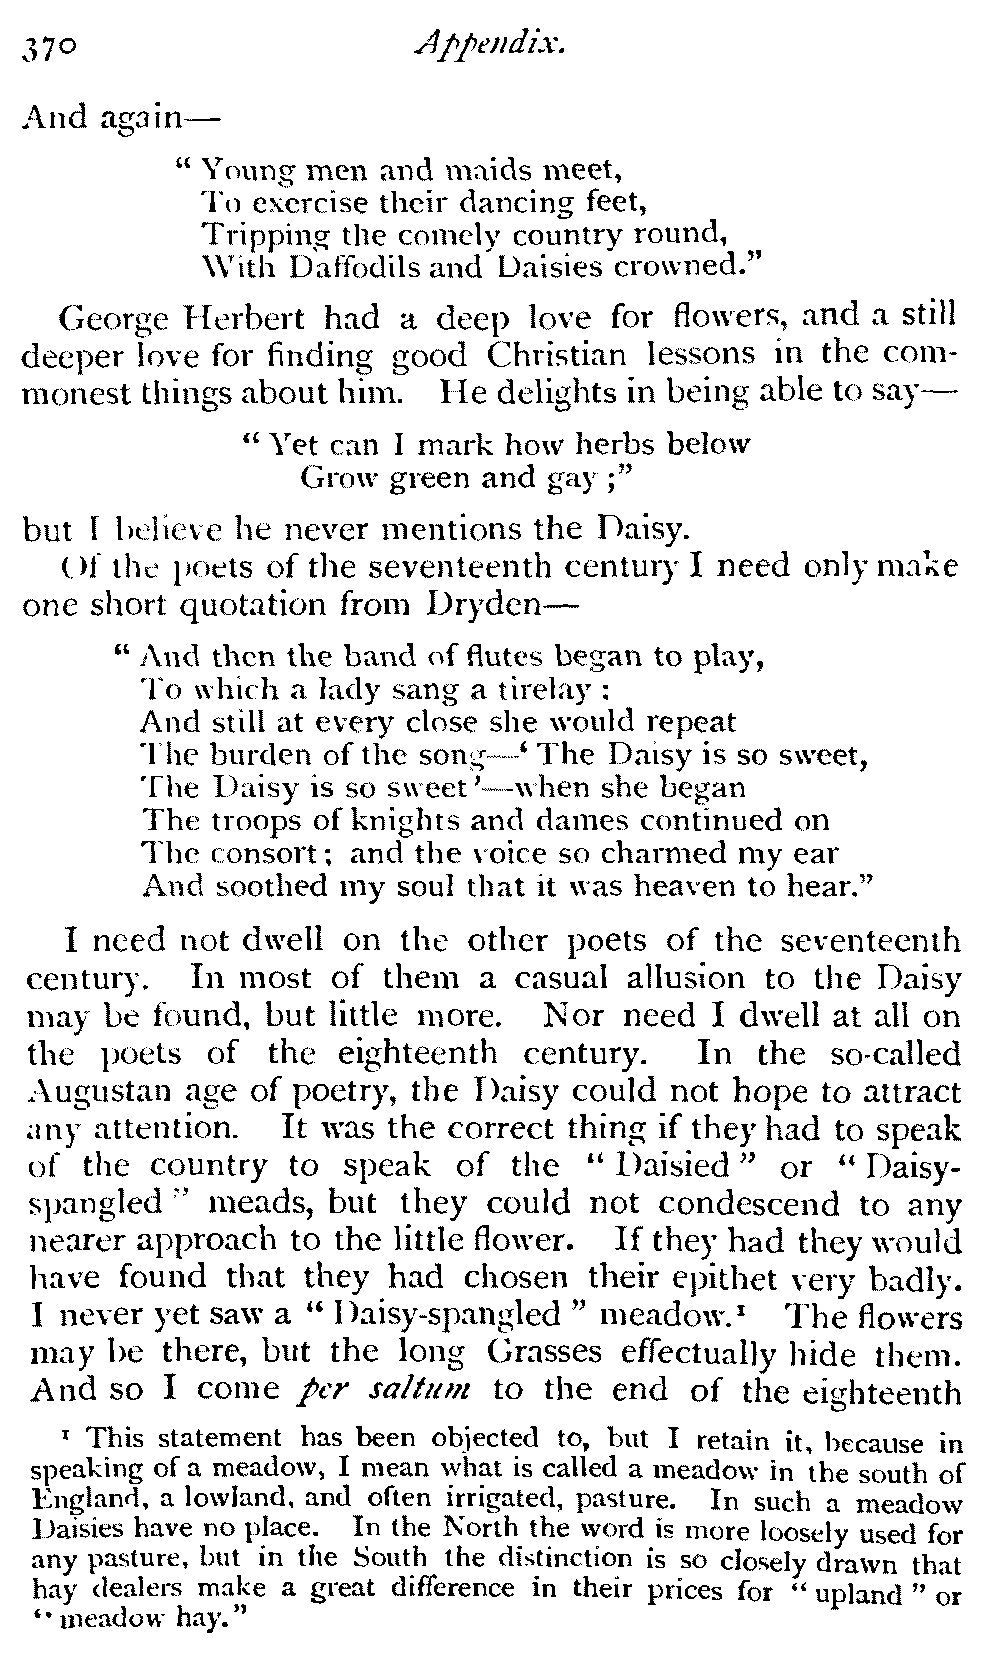 370 Appendix.
And again—
“ Young men and maids meet,
To exercise their dancing feet,
Tripping the comely country round,
With Daffodils and Daisies crowned.”
George Herbert had a deep love for flowers, and a still
deeper love for finding good Christian lessons in the com-
monest things about him. He delights in being able to say—
“ Yet can I mark how herbs below
Grow green and gay ;”
but I believe he never mentions the Daisy.
Of the poets of the seventeenth century I need only make
one short quotation from Dryden—
“ And then the band of flutes began to play,
To which a lady sang a tirelay :
And still at every close she would repeat
The burden of the song—‘ The Daisy is so sweet,
The Daisy is so sweet ’—when she began
The troops of knights and dames continued on
The consort ; and the voice so charmed my ear
And soothed my soul that it was heaven to hear.”
I need not dwell on the other poets of the seventeenth
century. In most of them a casual allusion to the Daisy
may be found, but little more. Nor need I dwell at all on
the poets of the eighteenth century. In the so-called
Augustan age of poetry, the Daisy could not hope to attract
any attention. It was the correct thing if they had to speak
of the country to speak of the “ Daisied ” or “ Daisy-
spangled ” meads, but they could not condescend to any
nearer approach to the little flower. If they had they would
have found that they had chosen their epithet very badly.
I never yet saw a “ Daisy-spangled ” meadow.¹ The flowers
may be there, but the long Grasses effectually hide them.
And so I come per saltum to the end of the eighteenth
¹ This statement has been objected to, but I retain it, because in
speaking of a meadow, I mean what is called a meadow in the south of
England, a lowland, and often irrigated, pasture. In such a meadow
Daisies have no place. In the North the word is more loosely used for
any pasture, but in the South the distinction is so closely drawn that
hay dealers make a great difference in their prices for “ upland ” or
“ meadow hay.”